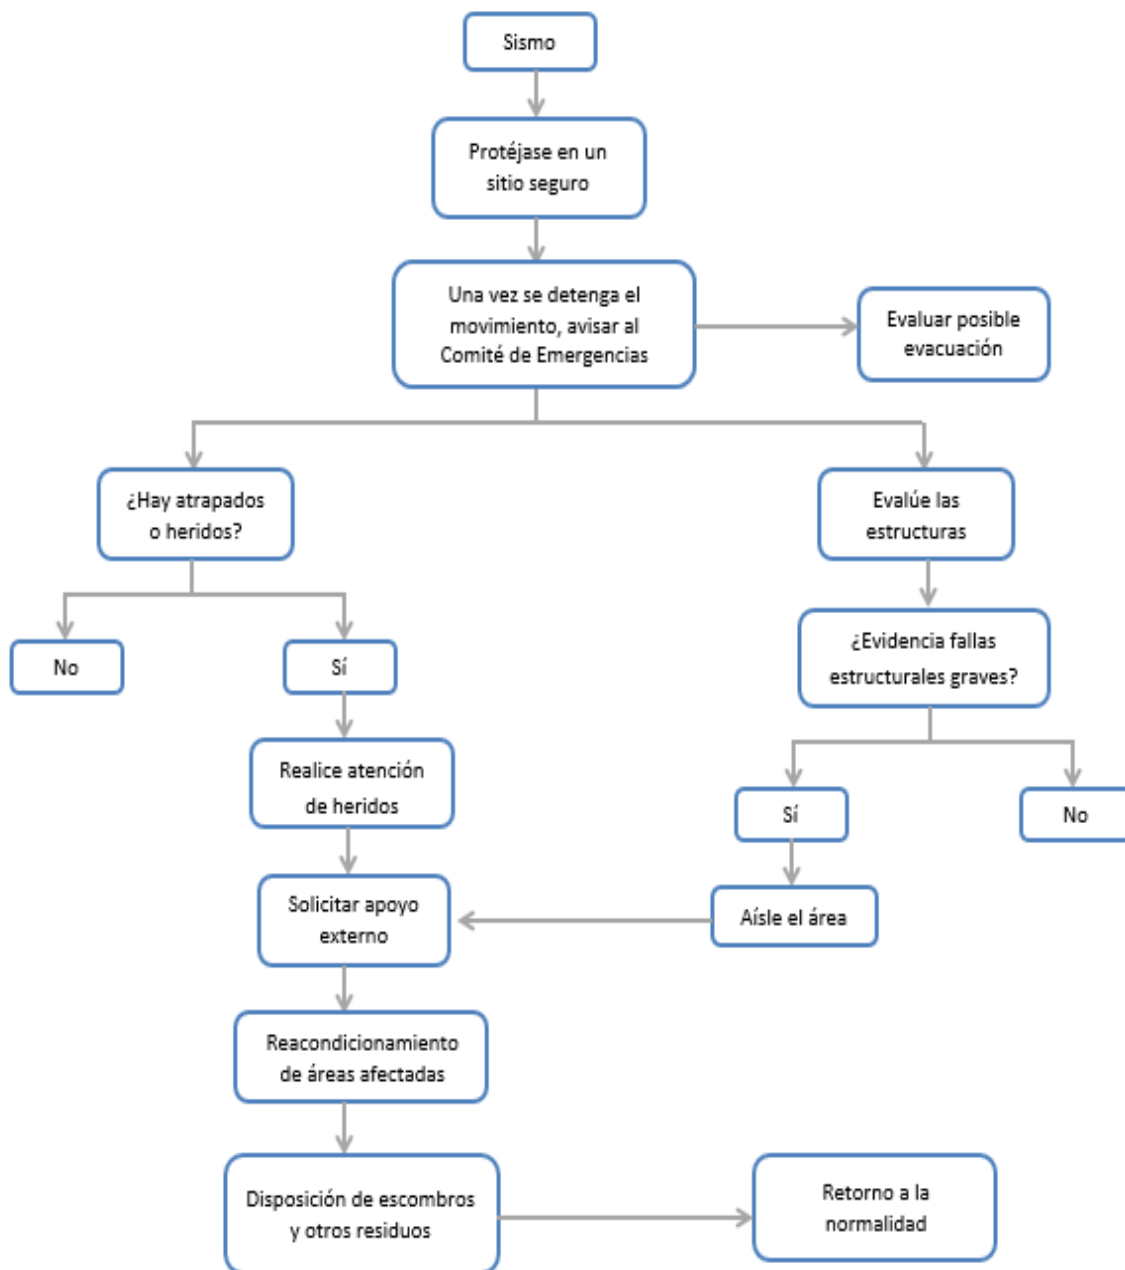 Sismo
Protéjase en un
sitio seguro
Una vez se detenga el
movimiento, avisar al
Comité de Emergencias
Evaluar posible
evacuación
¿Hay atrapados
o heridos?
Evalúe las
estructuras
No
Sí
¿Evidencia fallas
estructurales graves?
Realice atención
de heridos
Sí
No
Solicitar apoyo
externo
Aísle el área
Reacondicionamiento
de áreas afectadas
Disposición de escombros
y otros residuos
Retorno a la
normalidad